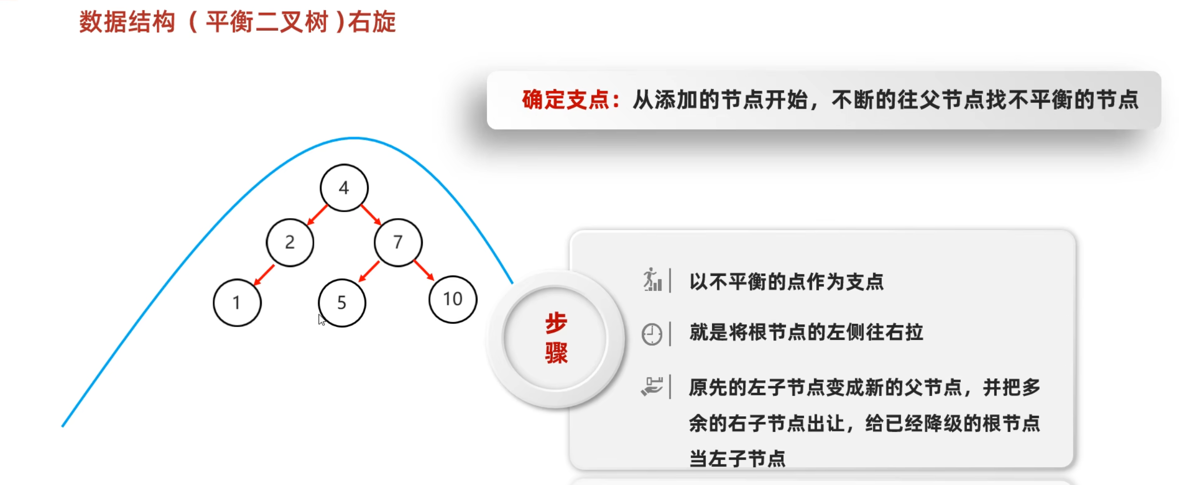 数据结构（平衡二叉树)右旋
确定支点：从添加的节点开始，不断的往父节点找不平衡的节点
4
2
7
1
5
10
步
骤
以不平衡的点作为支点
就是将根节点的左侧往右拉
原先的左子节点变成新的父节点，并把多
余的右子节点出让，给已经降级的根节点
当左子节点